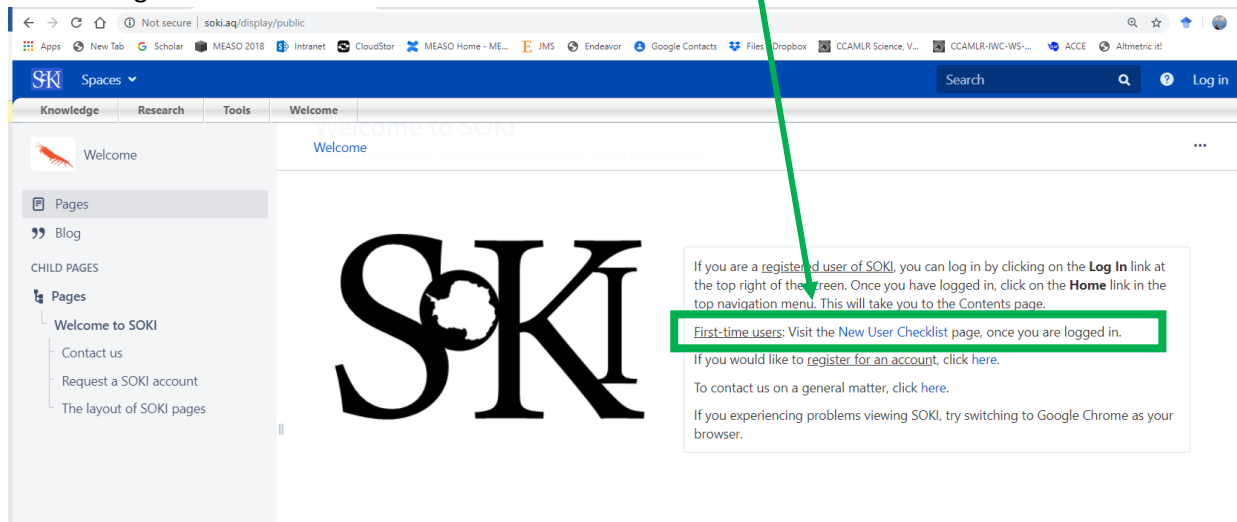 Not secure | soki.aq/display/public
Apps New Tab Scholar MEASO 2018 Intranet CloudStor MEASO Home - ME... JMS Endeavor Google Contacts Files - Dropbox CCAMLR Science, V... CCAMLR-IWC-WS-... ACCE Altmetric it!
SOKI Spaces Search Log in
Knowledge Research Tools Welcome
Welcome to SOKI
Welcome
Welcome
Pages
Blog
CHILD PAGES
Pages
Welcome to SOKI
Contact us
Request a SOKI account
The layout of SOKI pages
SOKI
If you are a registered user of SOKI, you can log in by clicking on the Log In link at
the top right of the screen. Once you have logged in, click on the Home link in the
top navigation menu. This will take you to the Contents page.
First-time users: Visit the New User Checklist page, once you are logged in.
If you would like to register for an account, click here.
To contact us on a general matter, click here.
If you experiencing problems viewing SOKI, try switching to Google Chrome as your
browser.